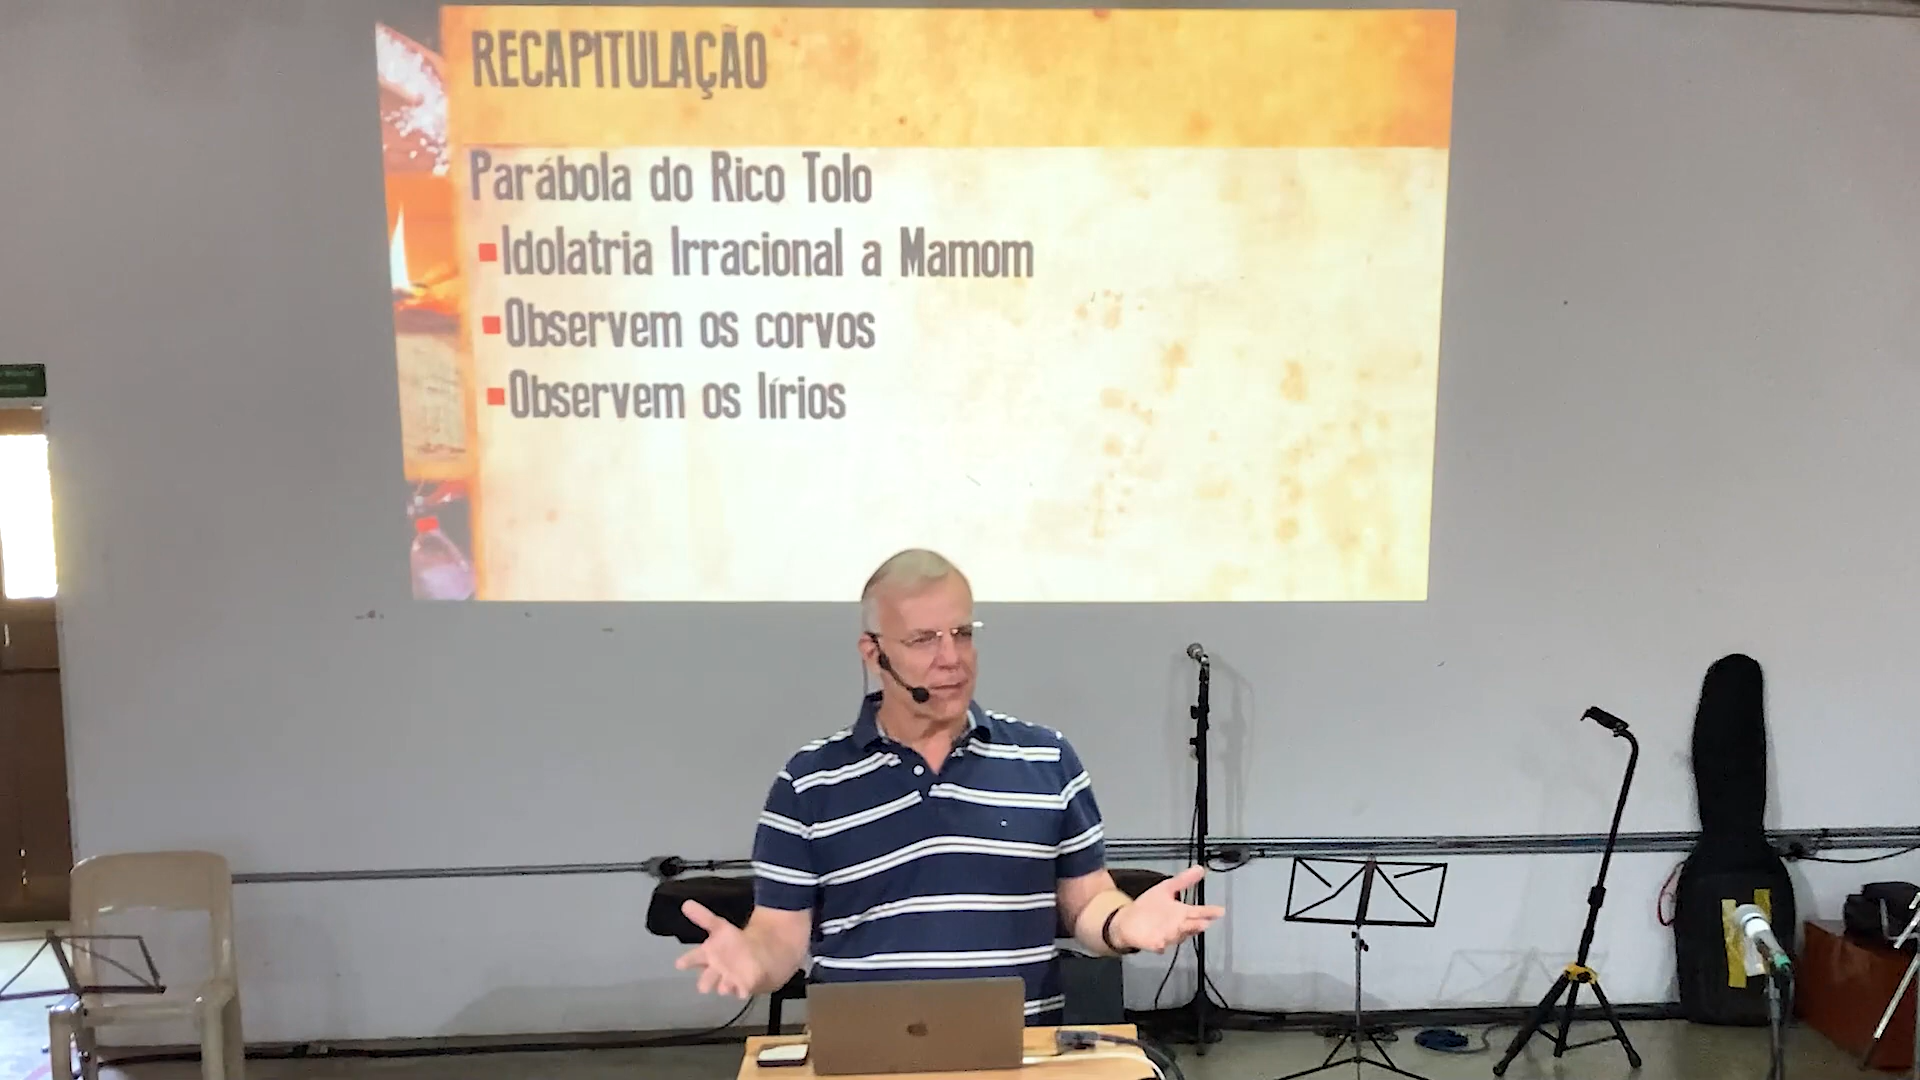 RECAPITULAÇÃO
Parábola do Rico Tolo
▪Idolatria Irracional a Mamom
▪Observem os corvos
▪Observem os lírios